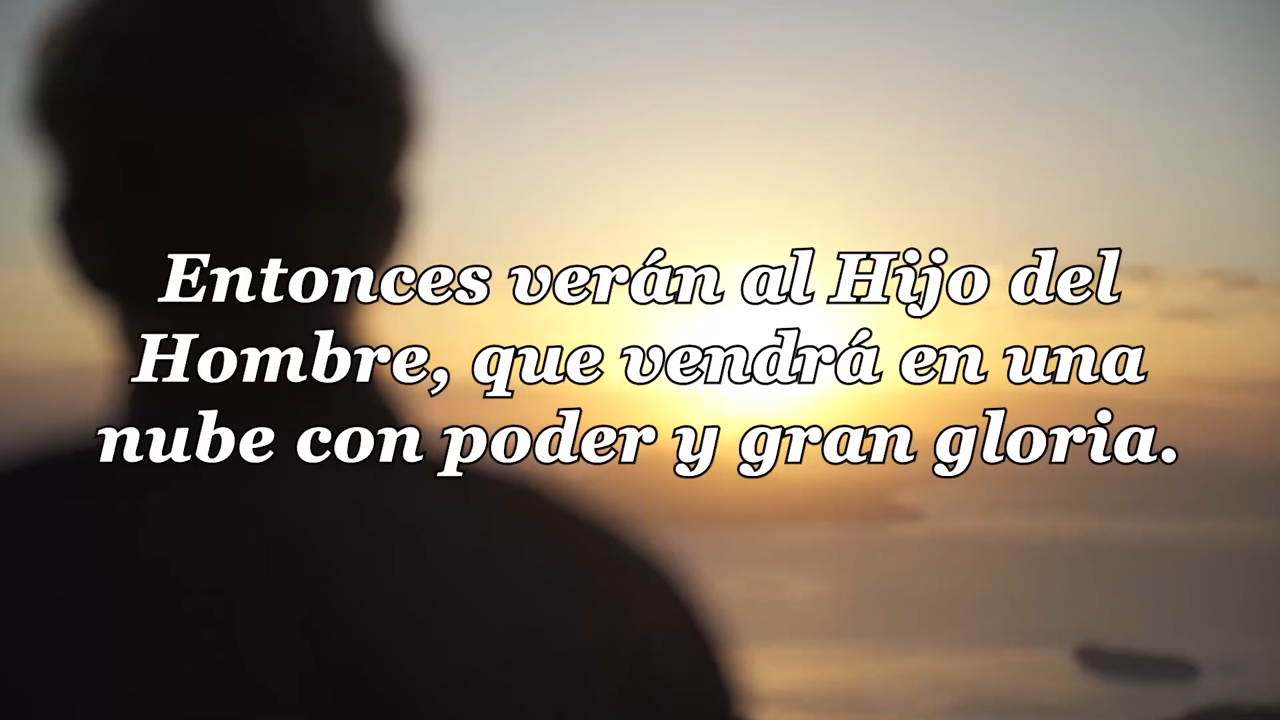 Entonces verán al Hijo del
Hombre, que vendrá en una
nube con poder y gran gloria.